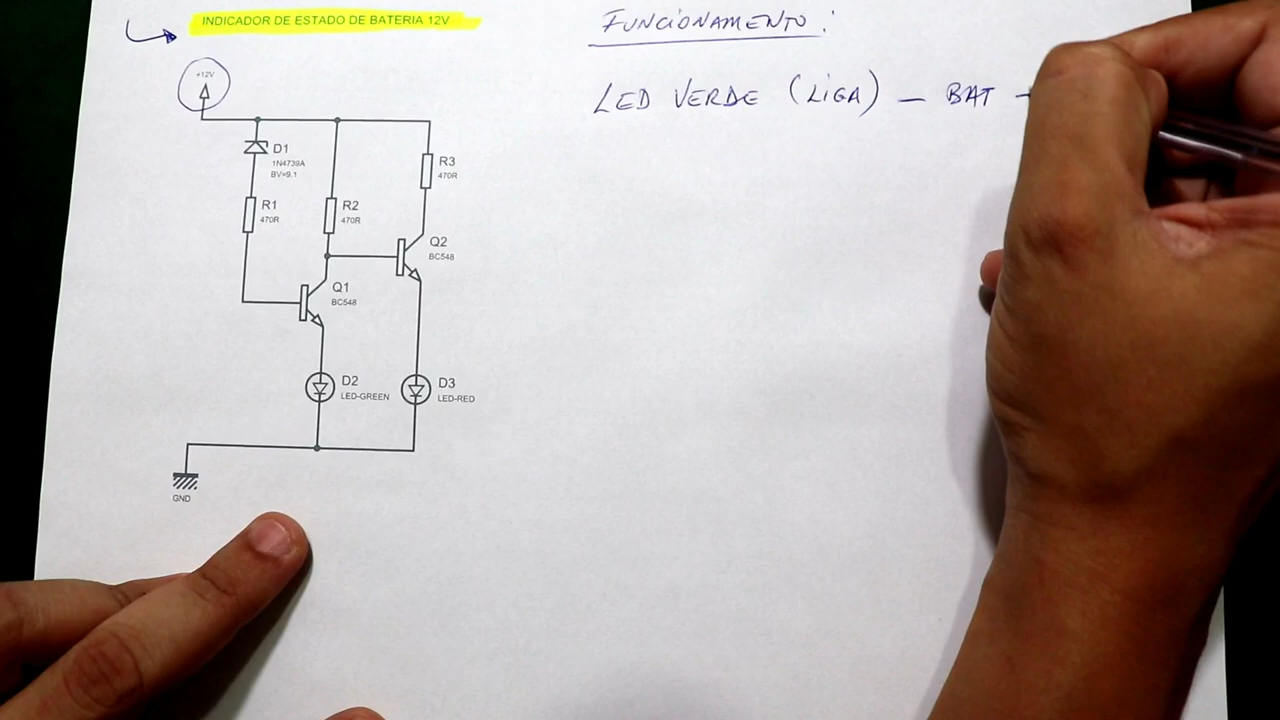 INDICADOR DE ESTADO DE BATERIA 12V
FUNCIONAMENTO:
LED VERDE (LIGA) — BAT -
+12V
D1
1N4739A
BV=9.1
R3
470R
R1
470R
R2
470R
Q2
BC548
Q1
BC548
D2
LED-GREEN
D3
LED-RED
GND